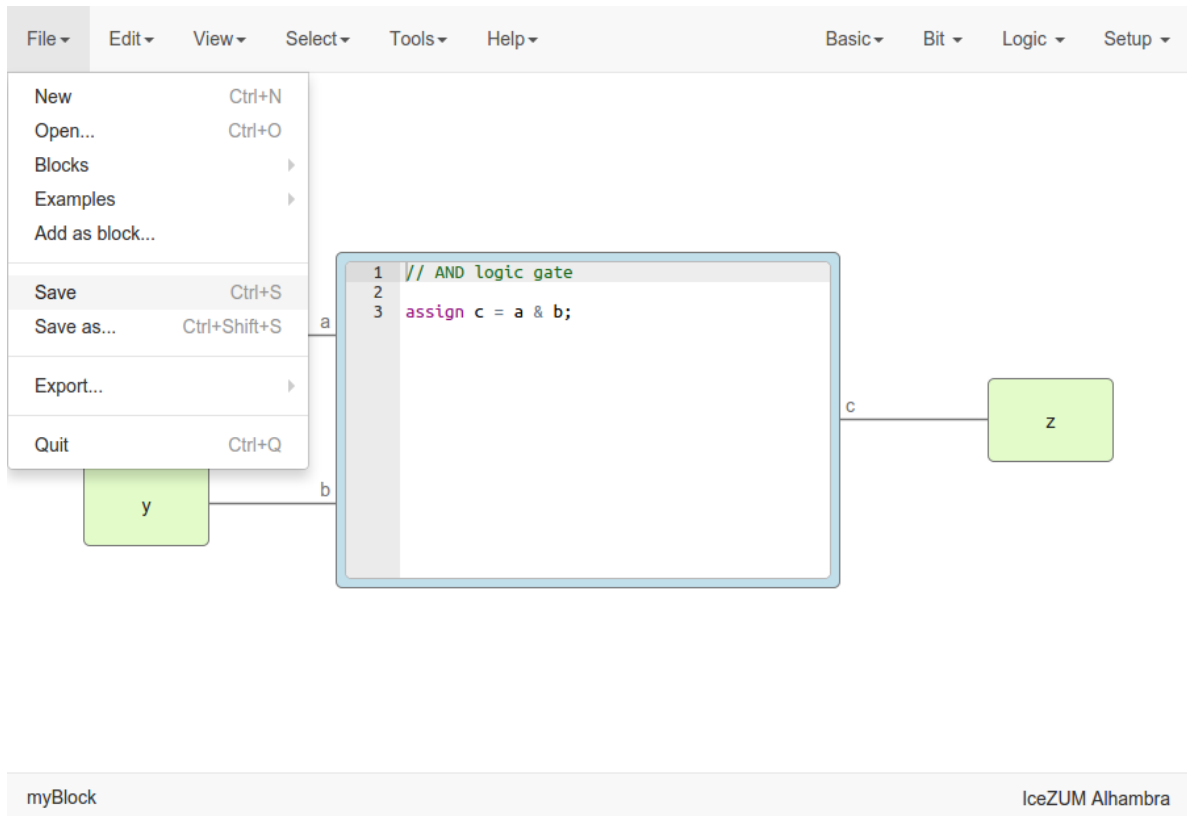 File Edit View Select Tools Help Basic Bit Logic Setup
New Ctrl+N
Open... Ctrl+O
Blocks
Examples
Add as block...
Save Ctrl+S
Save as... Ctrl+Shift+S
Export...
Quit Ctrl+Q
a
b
y
1 // AND logic gate
2
3 assign c = a & b;
c
z
myBlock IceZUM Alhambra